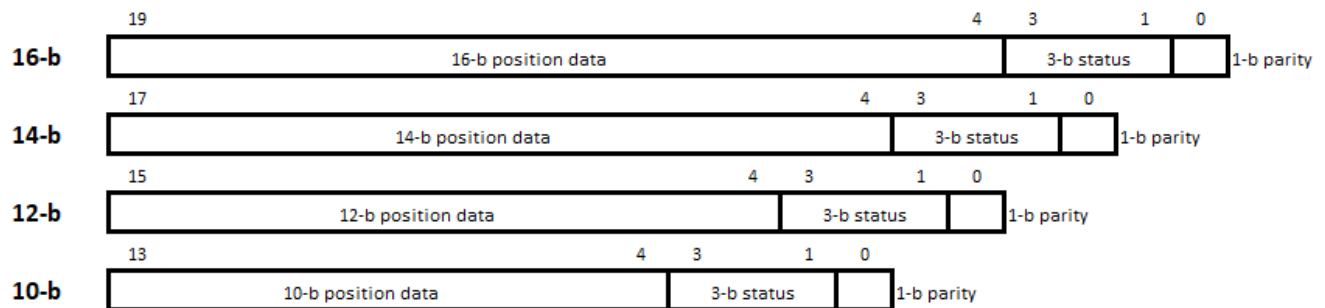 19 4 3 1 0
16-b 16-b position data 3-b status 1-b parity
17 4 3 1 0
14-b 14-b position data 3-b status 1-b parity
15 4 3 1 0
12-b 12-b position data 3-b status 1-b parity
13 4 3 1 0
10-b 10-b position data 3-b status 1-b parity